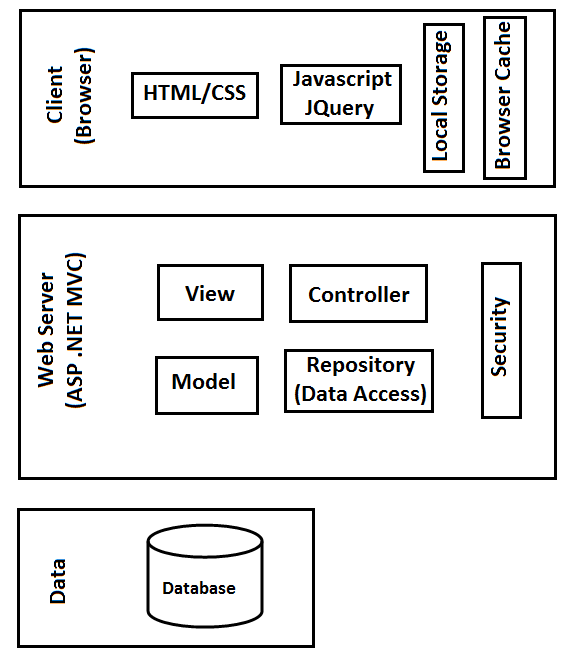 Client
(Browser)
HTML/CSS
Javascript
JQuery
Local Storage
Browser Cache
Web Server
(ASP .NET MVC)
View
Controller
Model
Repository
(Data Access)
Security
Data
Database